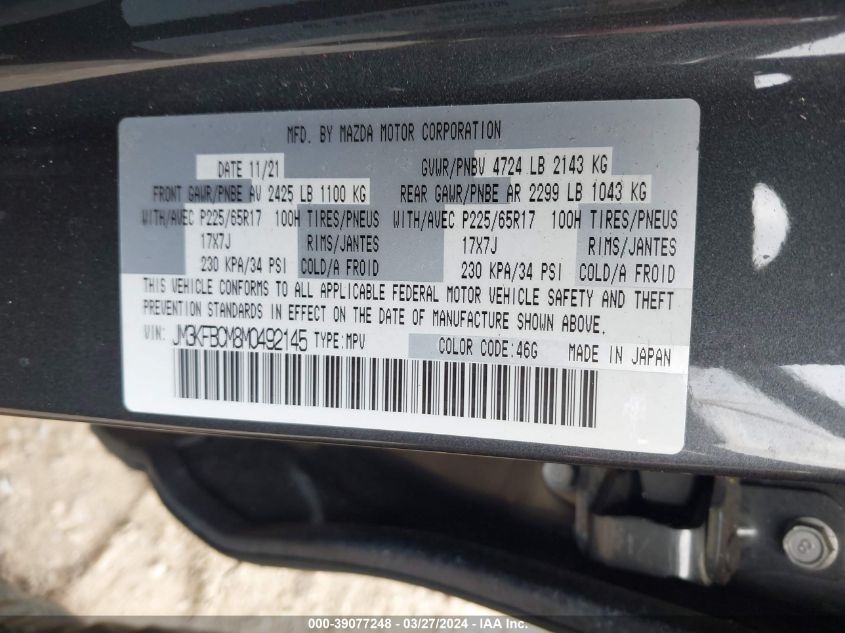 MFD. BY MAZDA MOTOR CORPORATION
DATE 11/21 GVWR/PNBV 4724 LB 2143 KG
FRONT GAWR/PNBE AV 2425 LB 1100 KG REAR GAWR/PNBE AR 2299 LB 1043 KG
WITH/AVEC P225/65R17 100H TIRES/PNEUS WITH/AVEC P225/65R17 100H TIRES/PNEUS
17X7J RIMS/JANTES 17X7J RIMS/JANTES
230 KPA/34 PSI COLD/A FROID 230 KPA/34 PSI COLD/A FROID
THIS VEHICLE CONFORMS TO ALL APPLICABLE FEDERAL MOTOR VEHICLE SAFETY AND THEFT
PREVENTION STANDARDS IN EFFECT ON THE DATE OF MANUFACTURE SHOWN ABOVE.
VIN: JM3KFBCM8M0492145 TYPE:MPV COLOR CODE:46G MADE IN JAPAN
8
000-39077248 - 03/27/2024 - IAA Inc.